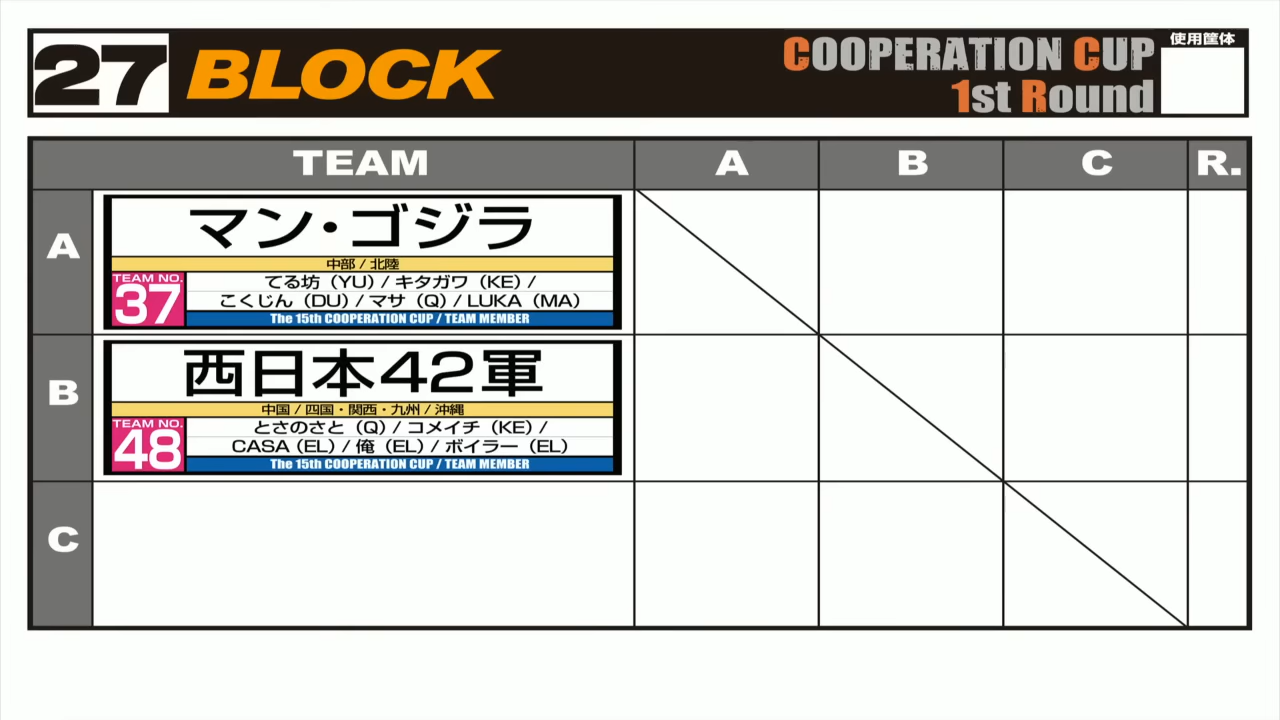 27 BLOCK
COOPERATION CUP
1st Round
使用筐体
TEAM A B C R.
A
マン・ゴジラ
中部 / 北陸
TEAM NO.
37
てる坊（YU）/ キタガワ（KE）/
こくじん（DU）/ マサ（Q）/ LUKA（MA）
The 15th COOPERATION CUP / TEAM MEMBER
B
西日本42軍
中国 / 四国・関西・九州 / 沖縄
TEAM NO.
48
とさのさと（Q）/ コメイチ（KE）/
CASA（EL）/ 俺（EL）/ ボイラー（EL）
The 15th COOPERATION CUP / TEAM MEMBER
C